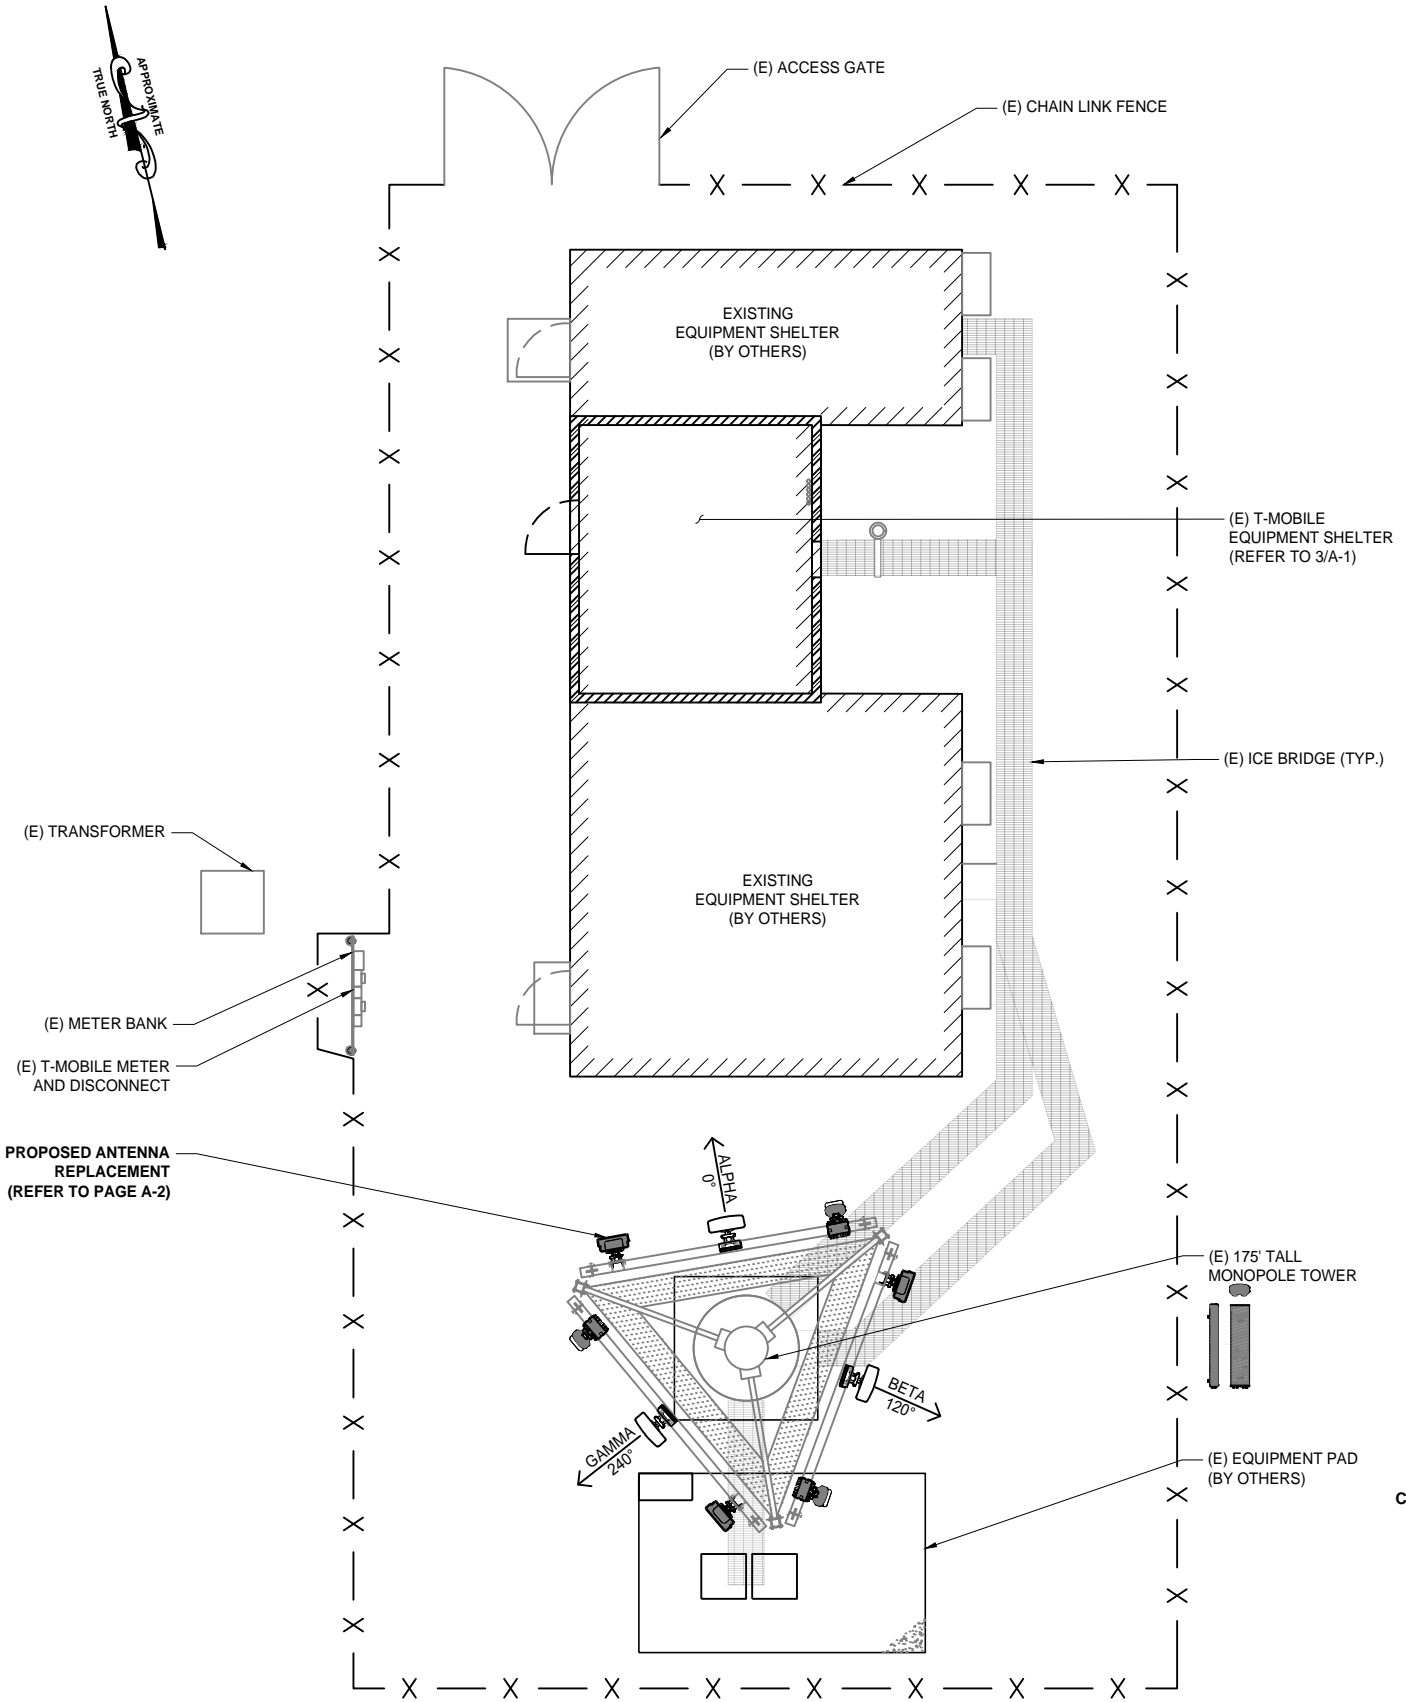 APPROXIMATE
TRUE NORTH
(E) ACCESS GATE
(E) CHAIN LINK FENCE
EXISTING
EQUIPMENT SHELTER
(BY OTHERS)
(E) T-MOBILE
EQUIPMENT SHELTER
(REFER TO 3/A-1)
(E) ICE BRIDGE (TYP.)
(E) TRANSFORMER
EXISTING
EQUIPMENT SHELTER
(BY OTHERS)
(E) METER BANK
(E) T-MOBILE METER
AND DISCONNECT
PROPOSED ANTENNA
REPLACEMENT
(REFER TO PAGE A-2)
ALPHA
0°
(E) 175' TALL
MONOPOLE TOWER
BETA
120°
GAMMA
240°
(E) EQUIPMENT PAD
(BY OTHERS)
C